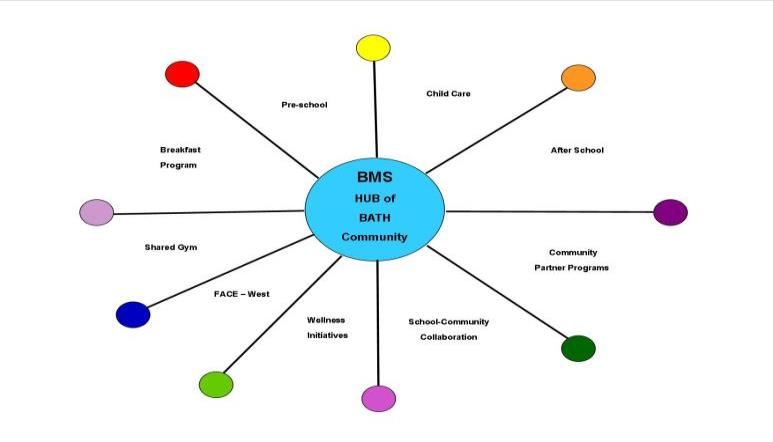 Child Care
Pre-school
Breakfast
Program
After School
BMS
HUB of
BATH
Community
Shared Gym
Community
Partner Programs
FACE – West
Wellness
Initiatives
School-Community
Collaboration